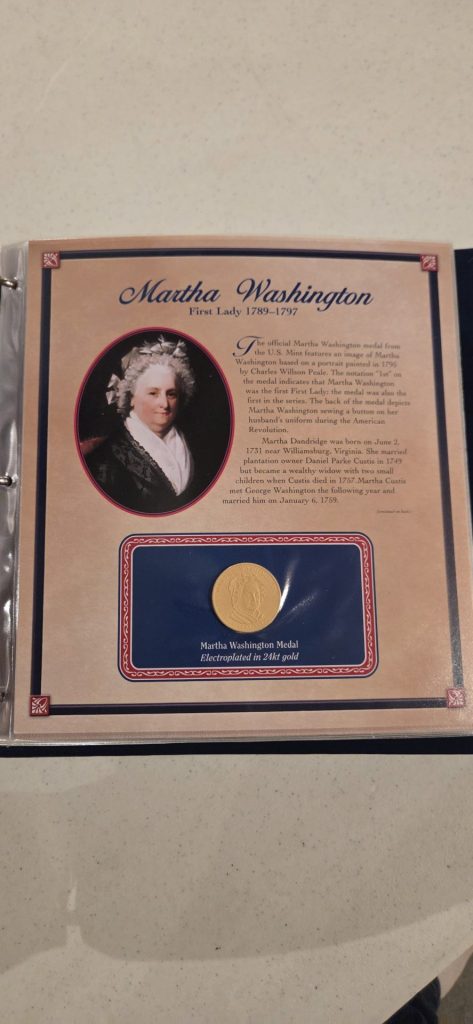 Martha Washington
First Lady 1789–1797
The official Martha Washington medal from
the U.S. Mint features an image of Martha
Washington based on a portrait painted in 1795
by Charles Willson Peale. The notation "1st" on
the medal indicates that Martha Washington
was the first First Lady; the medal was also the
first in the series. The back of the medal depicts
Martha Washington sewing a button on her
husband's uniform during the American
Revolution.
Martha Dandridge was born on June 2,
1731 near Williamsburg, Virginia. She married
plantation owner Daniel Parke Custis in 1749
but became a wealthy widow with two small
children when Custis died in 1757. Martha Custis
met George Washington the following year and
married him on January 6, 1759.
(continued on back)
Martha Washington Medal
Electroplated in 24kt gold